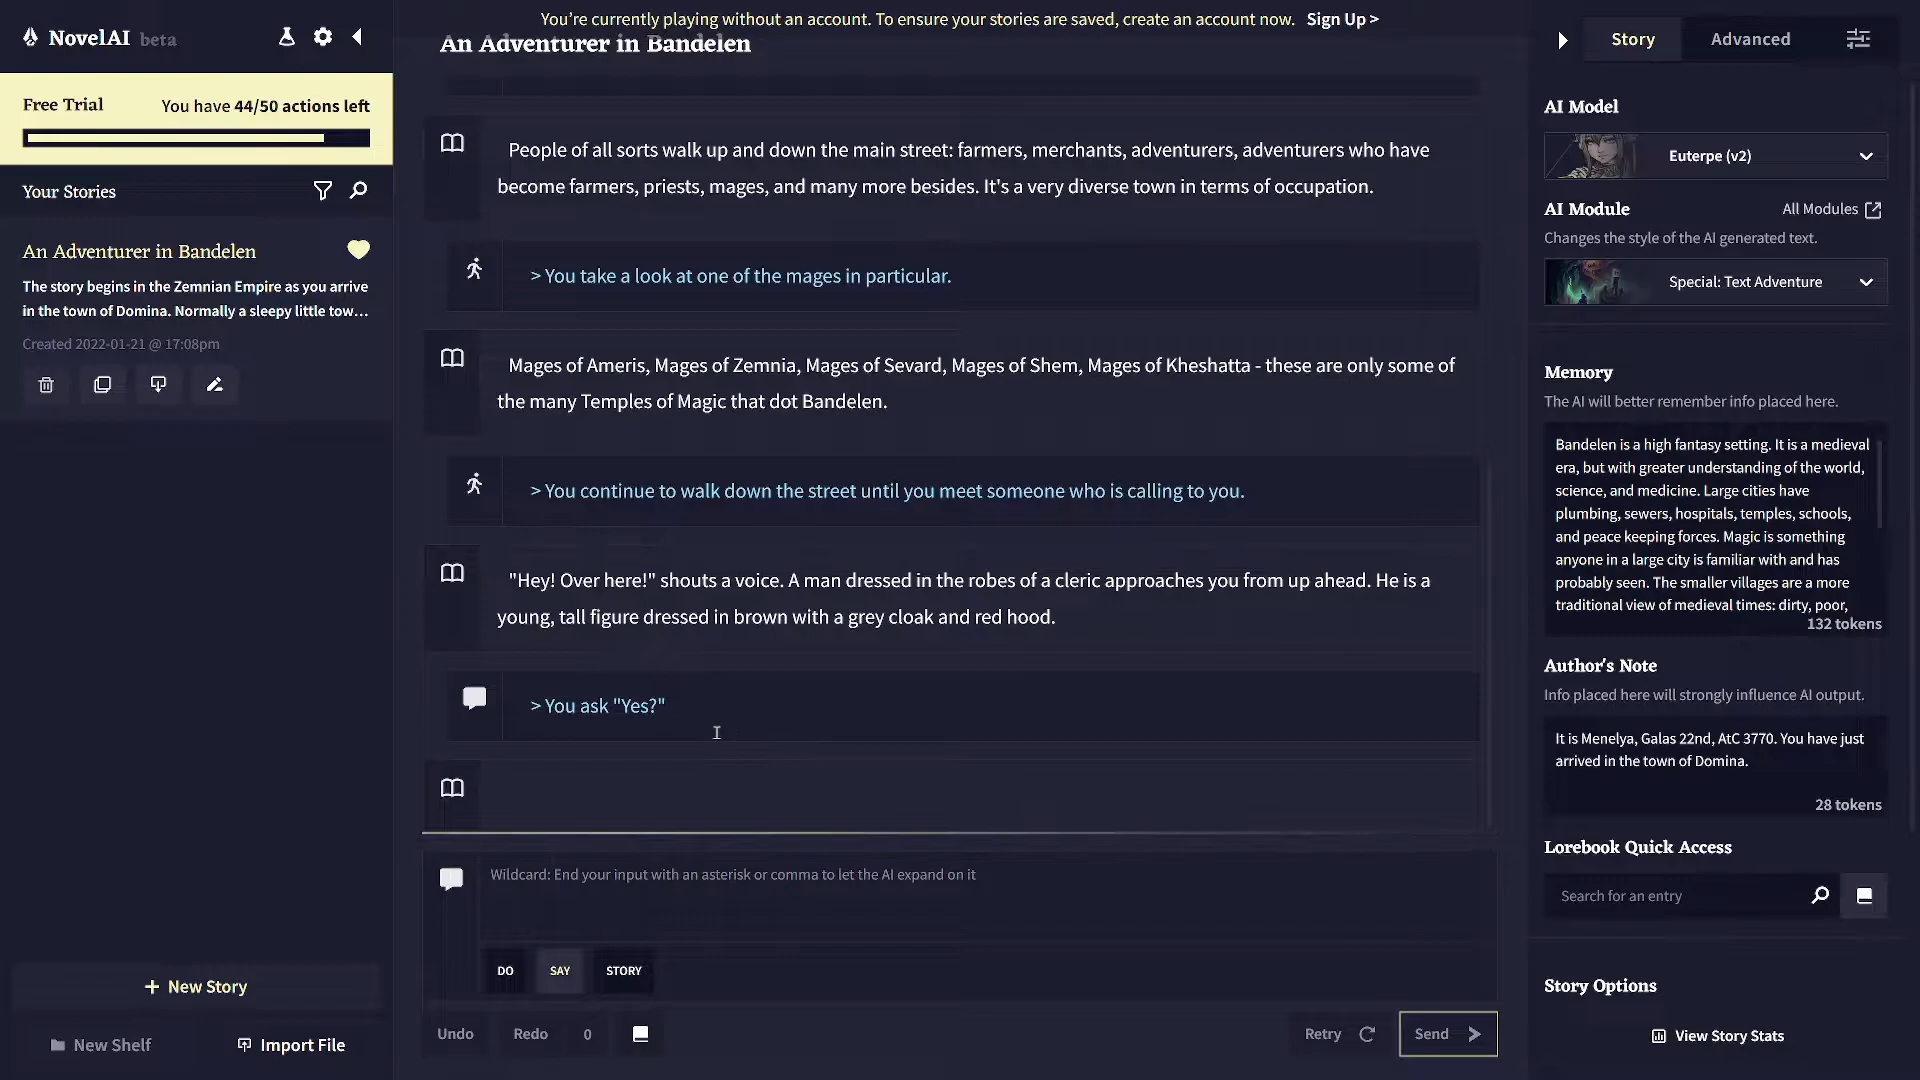 You're currently playing without an account. To ensure your stories are saved, create an account now. Sign Up >
NovelAI beta
Free Trial
You have 44/50 actions left
Your Stories
An Adventurer in Bandelen
The story begins in the Zemnian Empire as you arrive
in the town of Domina. Normally a sleepy little tow...
Created 2022-01-21 @ 17:08pm
+ New Story
New Shelf
Import File
An Adventurer in Bandelen
People of all sorts walk up and down the main street: farmers, merchants, adventurers, adventurers who have
become farmers, priests, mages, and many more besides. It's a very diverse town in terms of occupation.
> You take a look at one of the mages in particular.
Mages of Ameris, Mages of Zemnia, Mages of Sevard, Mages of Shem, Mages of Kheshatta - these are only some of
the many Temples of Magic that dot Bandelen.
> You continue to walk down the street until you meet someone who is calling to you.
"Hey! Over here!" shouts a voice. A man dressed in the robes of a cleric approaches you from up ahead. He is a
young, tall figure dressed in brown with a grey cloak and red hood.
> You ask "Yes?"
Wildcard: End your input with an asterisk or comma to let the AI expand on it
DO
SAY
STORY
Undo
Redo
0
Retry
Send
Story
Advanced
AI Model
Euterpe (v2)
AI Module
All Modules
Changes the style of the AI generated text.
Special: Text Adventure
Memory
The AI will better remember info placed here.
Bandelen is a high fantasy setting. It is a medieval
era, but with greater understanding of the world,
science, and medicine. Large cities have
plumbing, sewers, hospitals, temples, schools,
and peace keeping forces. Magic is something
anyone in a large city is familiar with and has
probably seen. The smaller villages are a more
traditional view of medieval times: dirty, poor,
132 tokens
Author's Note
Info placed here will strongly influence AI output.
It is Menelya, Galas 22nd, AtC 3770. You have just
arrived in the town of Domina.
28 tokens
Lorebook Quick Access
Search for an entry
Story Options
View Story Stats